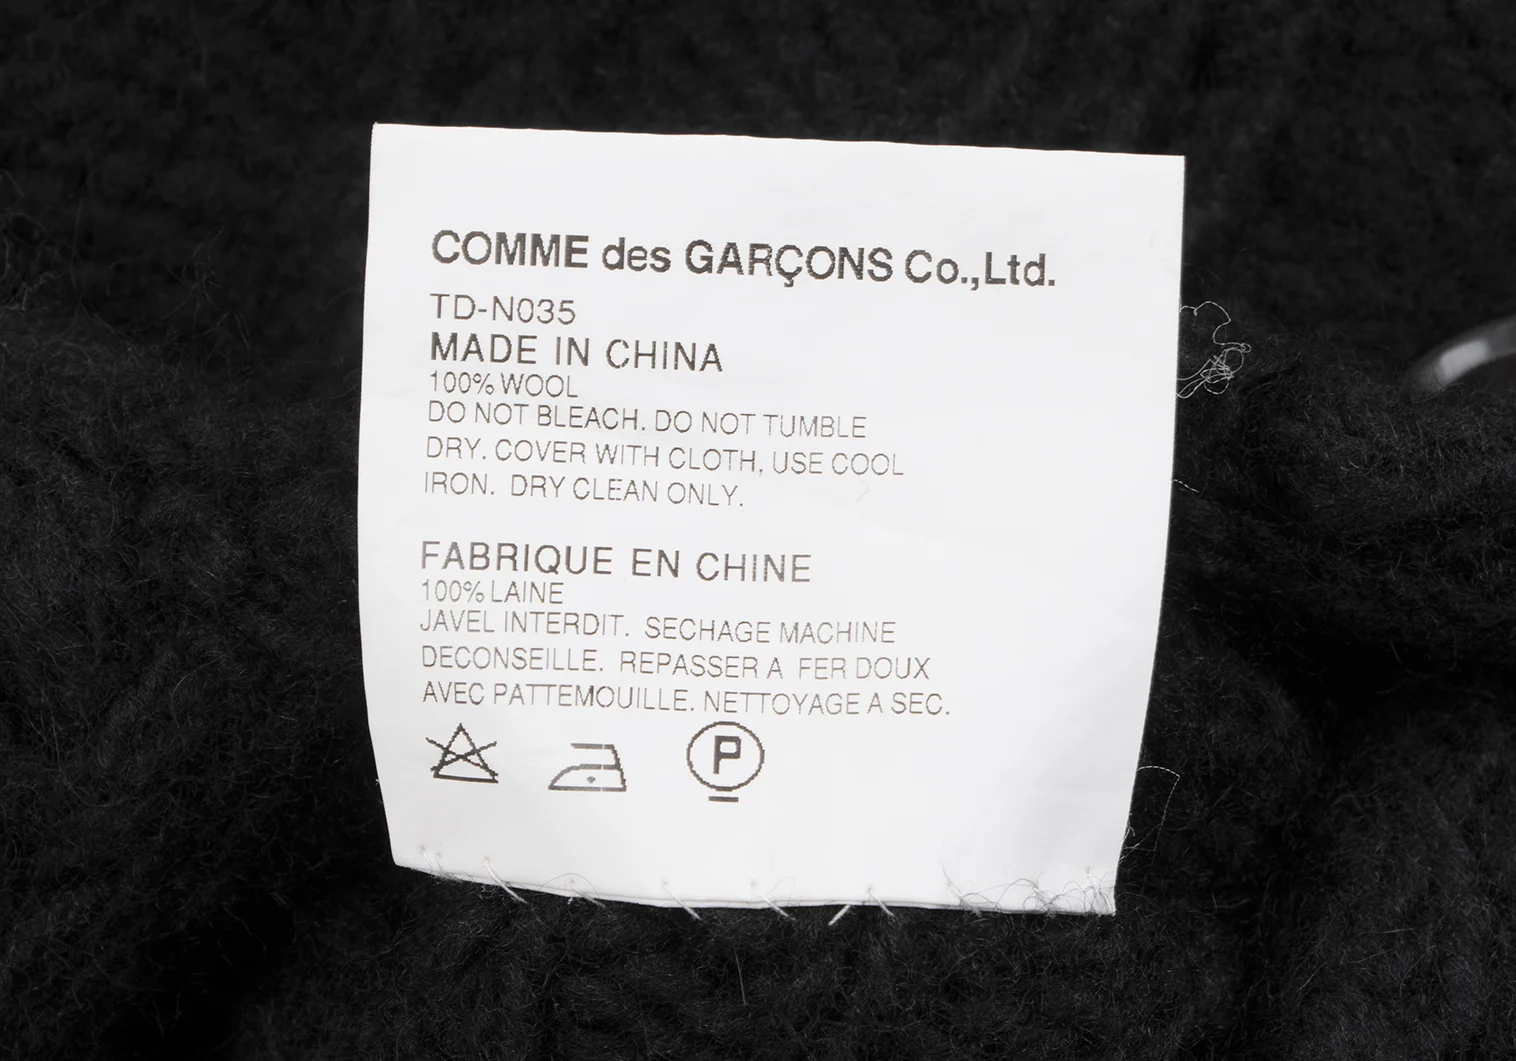 COMME des GARÇONS Co.,Ltd.
TD-N035
MADE IN CHINA
100% WOOL
DO NOT BLEACH. DO NOT TUMBLE
DRY. COVER WITH CLOTH, USE COOL
IRON. DRY CLEAN ONLY.
FABRIQUE EN CHINE
100% LAINE
JAVEL INTERDIT. SECHAGE MACHINE
DECONSEILLE. REPASSER A FER DOUX
AVEC PATTEMOUILLE. NETTOYAGE A SEC.
P